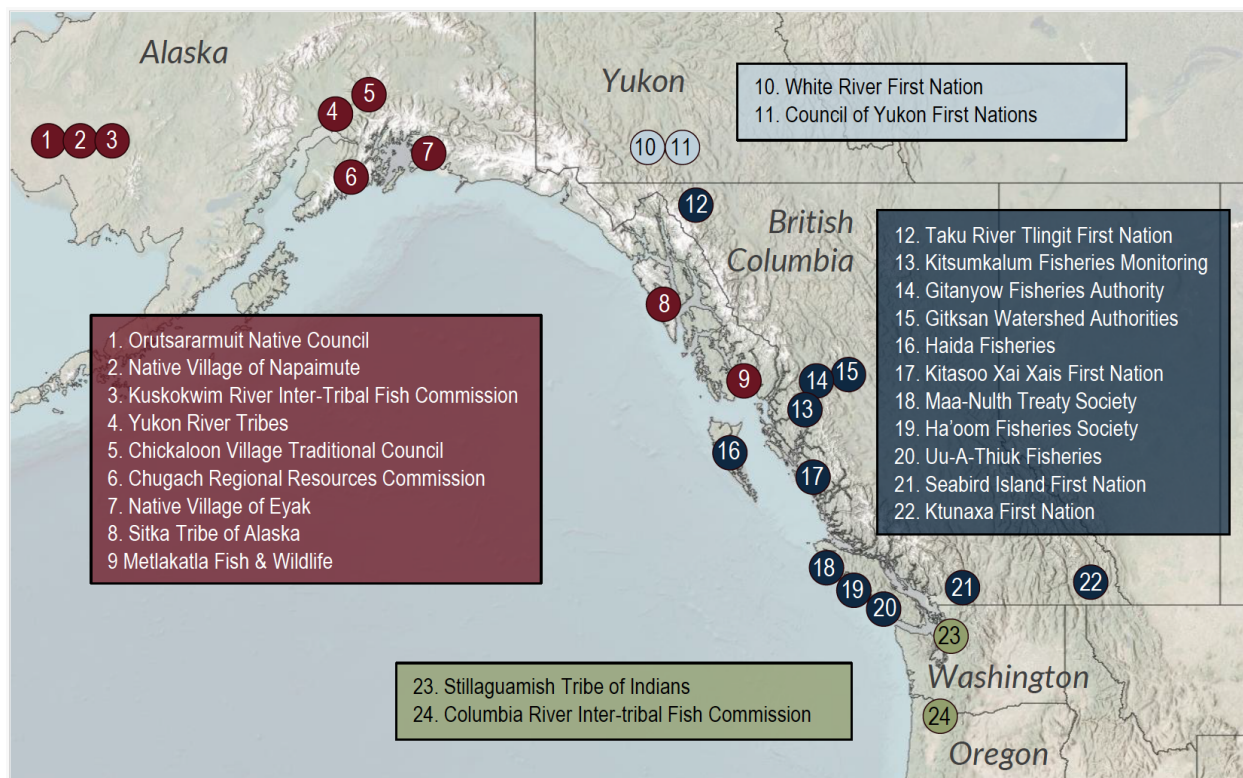 Alaska
Yukon
British
Columbia
Washington
Oregon
1
2
3
4
5
6
7
8
9
10
11
12
13
14
15
16
17
18
19
20
21
22
23
24
10. White River First Nation
11. Council of Yukon First Nations
12. Taku River Tlingit First Nation
13. Kitsumkalum Fisheries Monitoring
14. Gitanyow Fisheries Authority
15. Gitksan Watershed Authorities
16. Haida Fisheries
17. Kitasoo Xai Xais First Nation
18. Maa-Nulth Treaty Society
19. Ha'oom Fisheries Society
20. Uu-A-Thiuk Fisheries
21. Seabird Island First Nation
22. Ktunaxa First Nation
1. Orutsararmuit Native Council
2. Native Village of Napaimute
3. Kuskokwim River Inter-Tribal Fish Commission
4. Yukon River Tribes
5. Chickaloon Village Traditional Council
6. Chugach Regional Resources Commission
7. Native Village of Eyak
8. Sitka Tribe of Alaska
9 Metlakatla Fish & Wildlife
23. Stillaguamish Tribe of Indians
24. Columbia River Inter-tribal Fish Commission